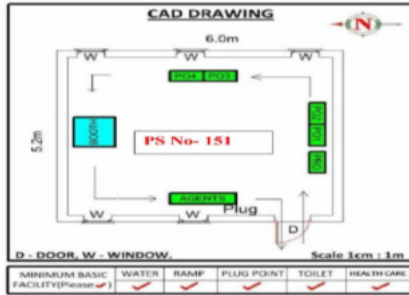 CAD DRAWING
N
6.0m
W W W
PO4 PO3
5.2m
BOOTH
PO2 PO1
PRO
PS No- 151
AGENTS
Plug
W W
D
D - DOOR, W - WINDOW. Scale 1cm : 1m
MINIMUM BASIC FACILITY(Please ✓) WATER RAMP PLUG POINT TOILET HEALTH CARE
✓ ✓ ✓ ✓ ✓